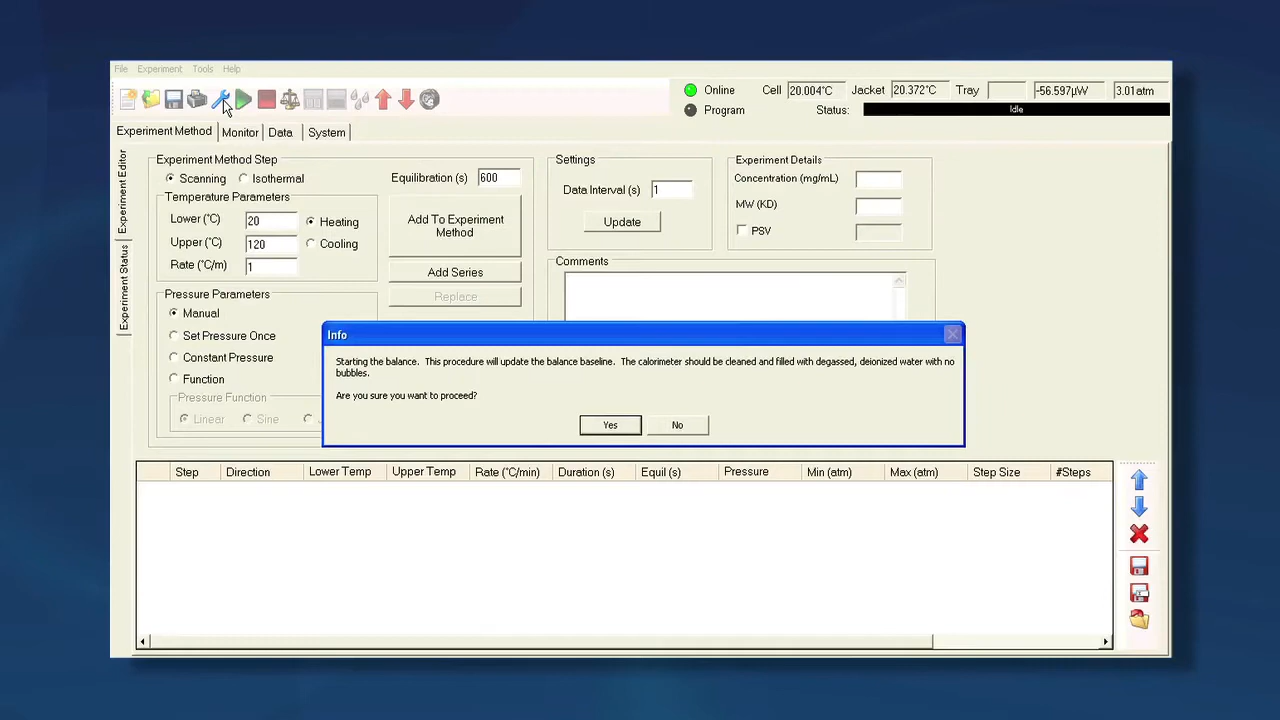 File Experiment Tools Help
Online Cell 20.004°C Jacket 20.372°C Tray -56.597µW 3.01atm
Program Status: Idle
Experiment Method Monitor Data System
Experiment Editor
Experiment Status
Experiment Method Step
Scanning Isothermal
Equilibration (s) 600
Temperature Parameters
Lower (°C) 20 Heating
Upper (°C) 120 Cooling
Rate (°C/m) 1
Add To Experiment
Method
Add Series
Replace
Pressure Parameters
Manual
Set Pressure Once
Constant Pressure
Function
Pressure Function
Linear Sine
Settings
Data Interval (s) 1
Update
Experiment Details
Concentration (mg/mL)
MW (KD)
PSV
Comments
Info
Starting the balance. This procedure will update the balance baseline. The calorimeter should be cleaned and filled with degassed, deionized water with no
bubbles.
Are you sure you want to proceed?
Yes No
Step Direction Lower Temp Upper Temp Rate (°C/min) Duration (s) Equil (s) Pressure Min (atm) Max (atm) Step Size #Steps